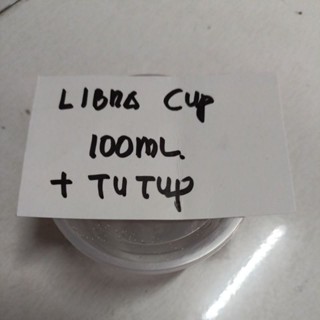 LIBRA CUP
100ML.
+ TUTUP